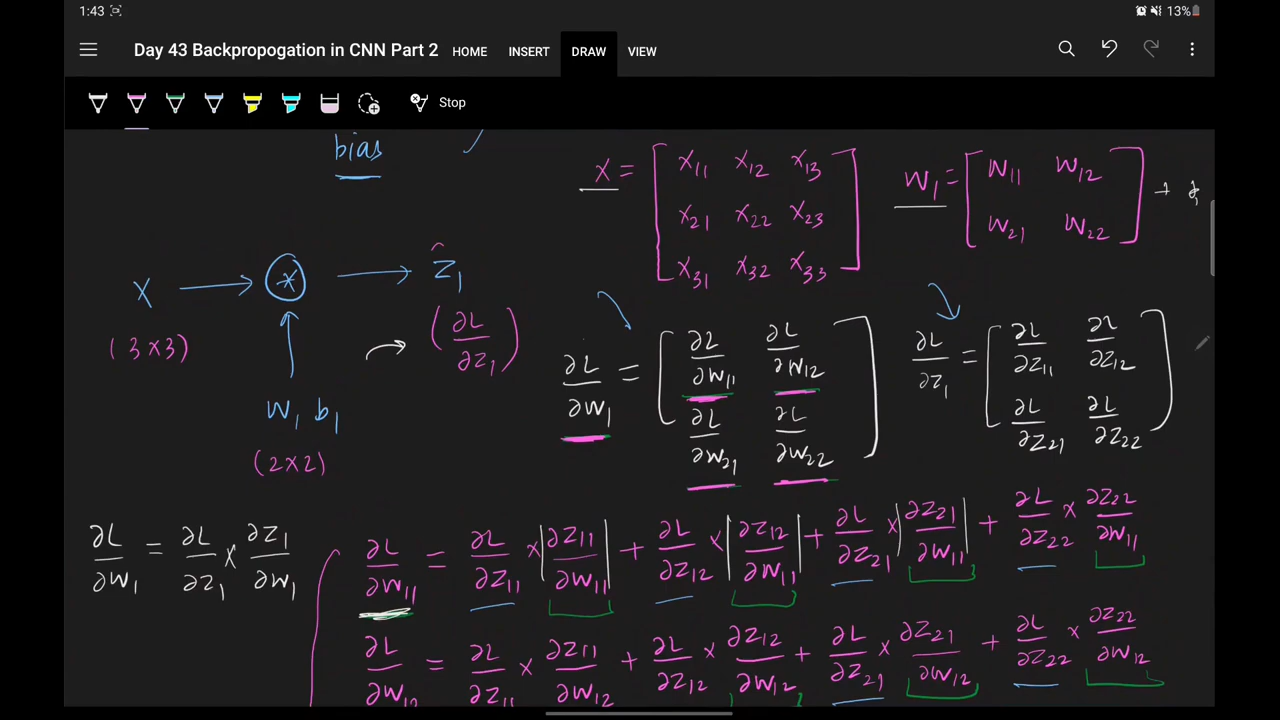 1:43 13%
Day 43 Backpropogation in CNN Part 2 HOME INSERT DRAW VIEW
Stop
bias
X = [ x₁₁ x₁₂ x₁₃
x₂₁ x₂₂ x₂₃
x₃₁ x₃₂ x₃₃ ]
W₁ = [ W₁₁ W₁₂
W₂₁ W₂₂ ] +
X → * → Z₁
(3×3)
(∂L/∂Z₁)
W₁ b₁
(2×2)
∂L/∂W₁ = [ ∂L/∂W₁₁ ∂L/∂W₁₂
∂L/∂W₂₁ ∂L/∂W₂₂ ]
∂L/∂Z₁ = [ ∂L/∂Z₁₁ ∂L/∂Z₁₂
∂L/∂Z₂₁ ∂L/∂Z₂₂ ]
∂L/∂W₁ = ∂L/∂Z₁ × ∂Z₁/∂W₁
∂L/∂W₁₁ = ∂L/∂Z₁₁ × |∂Z₁₁/∂W₁₁| + ∂L/∂Z₁₂ × |∂Z₁₂/∂W₁₁| + ∂L/∂Z₂₁ × |∂Z₂₁/∂W₁₁| + ∂L/∂Z₂₂ × ∂Z₂₂/∂W₁₁
∂L/∂W₁₂ = ∂L/∂Z₁₁ × ∂Z₁₁/∂W₁₂ + ∂L/∂Z₁₂ × ∂Z₁₂/∂W₁₂ + ∂L/∂Z₂₁ × ∂Z₂₁/∂W₁₂ + ∂L/∂Z₂₂ × ∂Z₂₂/∂W₁₂